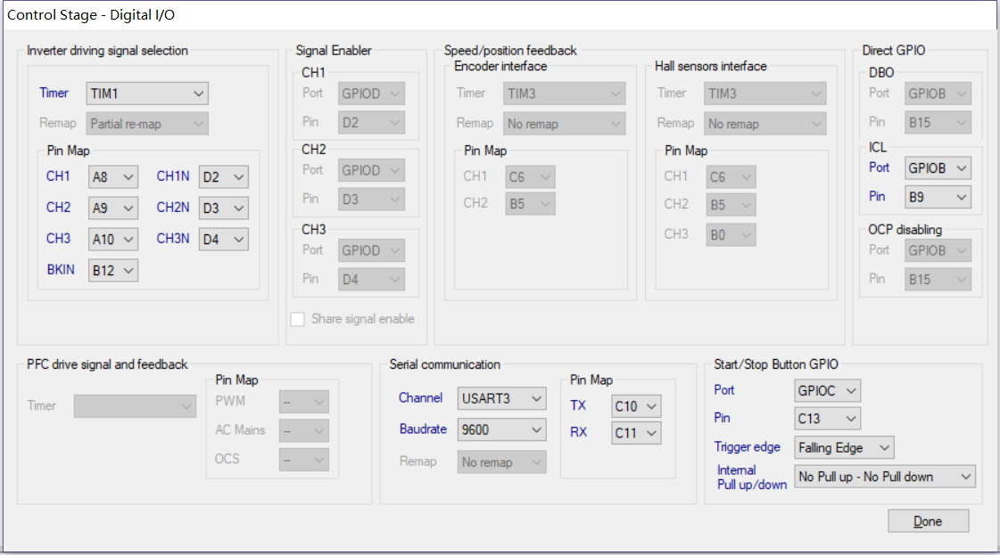 Control Stage - Digital I/O
Inverter driving signal selection
Timer TIM1
Remap Partial re-map
Pin Map
CH1 A8 CH1N D2
CH2 A9 CH2N D3
CH3 A10 CH3N D4
BKIN B12
Signal Enabler
CH1
Port GPIOD
Pin D2
CH2
Port GPIOD
Pin D3
CH3
Port GPIOD
Pin D4
Share signal enable
Speed/position feedback
Encoder interface
Timer TIM3
Remap No remap
Pin Map
CH1 C6
CH2 B5
Hall sensors interface
Timer TIM3
Remap No remap
Pin Map
CH1 C6
CH2 B5
CH3 B0
Direct GPIO
DBO
Port GPIOB
Pin B15
ICL
Port GPIOB
Pin B9
OCP disabling
Port GPIOB
Pin B15
PFC drive signal and feedback
Timer
Pin Map
PWM --
AC Mains --
OCS --
Serial communication
Channel USART3
Baudrate 9600
Remap No remap
Pin Map
TX C10
RX C11
Start/Stop Button GPIO
Port GPIOC
Pin C13
Trigger edge Falling Edge
Internal
Pull up/down No Pull up - No Pull down
Done